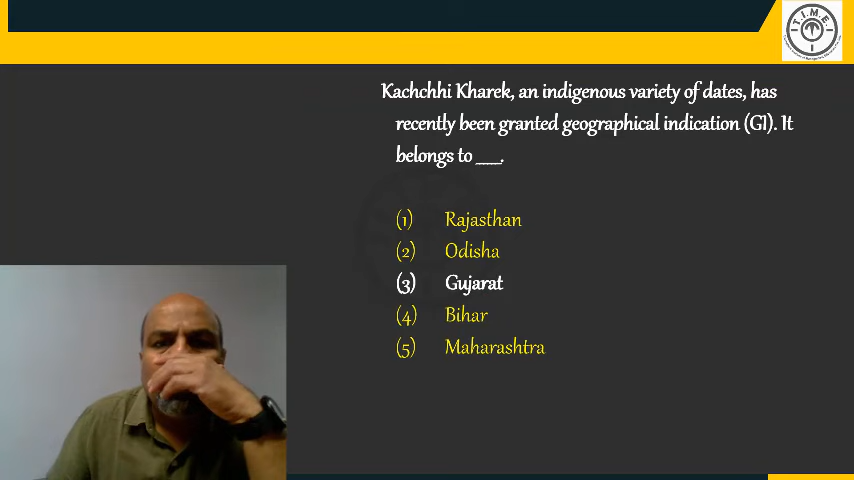 T.I.M.E.
Kachchhi Kharek, an indigenous variety of dates, has
recently been granted geographical indication (GI). It
belongs to ___.
(1) Rajasthan
(2) Odisha
(3) Gujarat
(4) Bihar
(5) Maharashtra